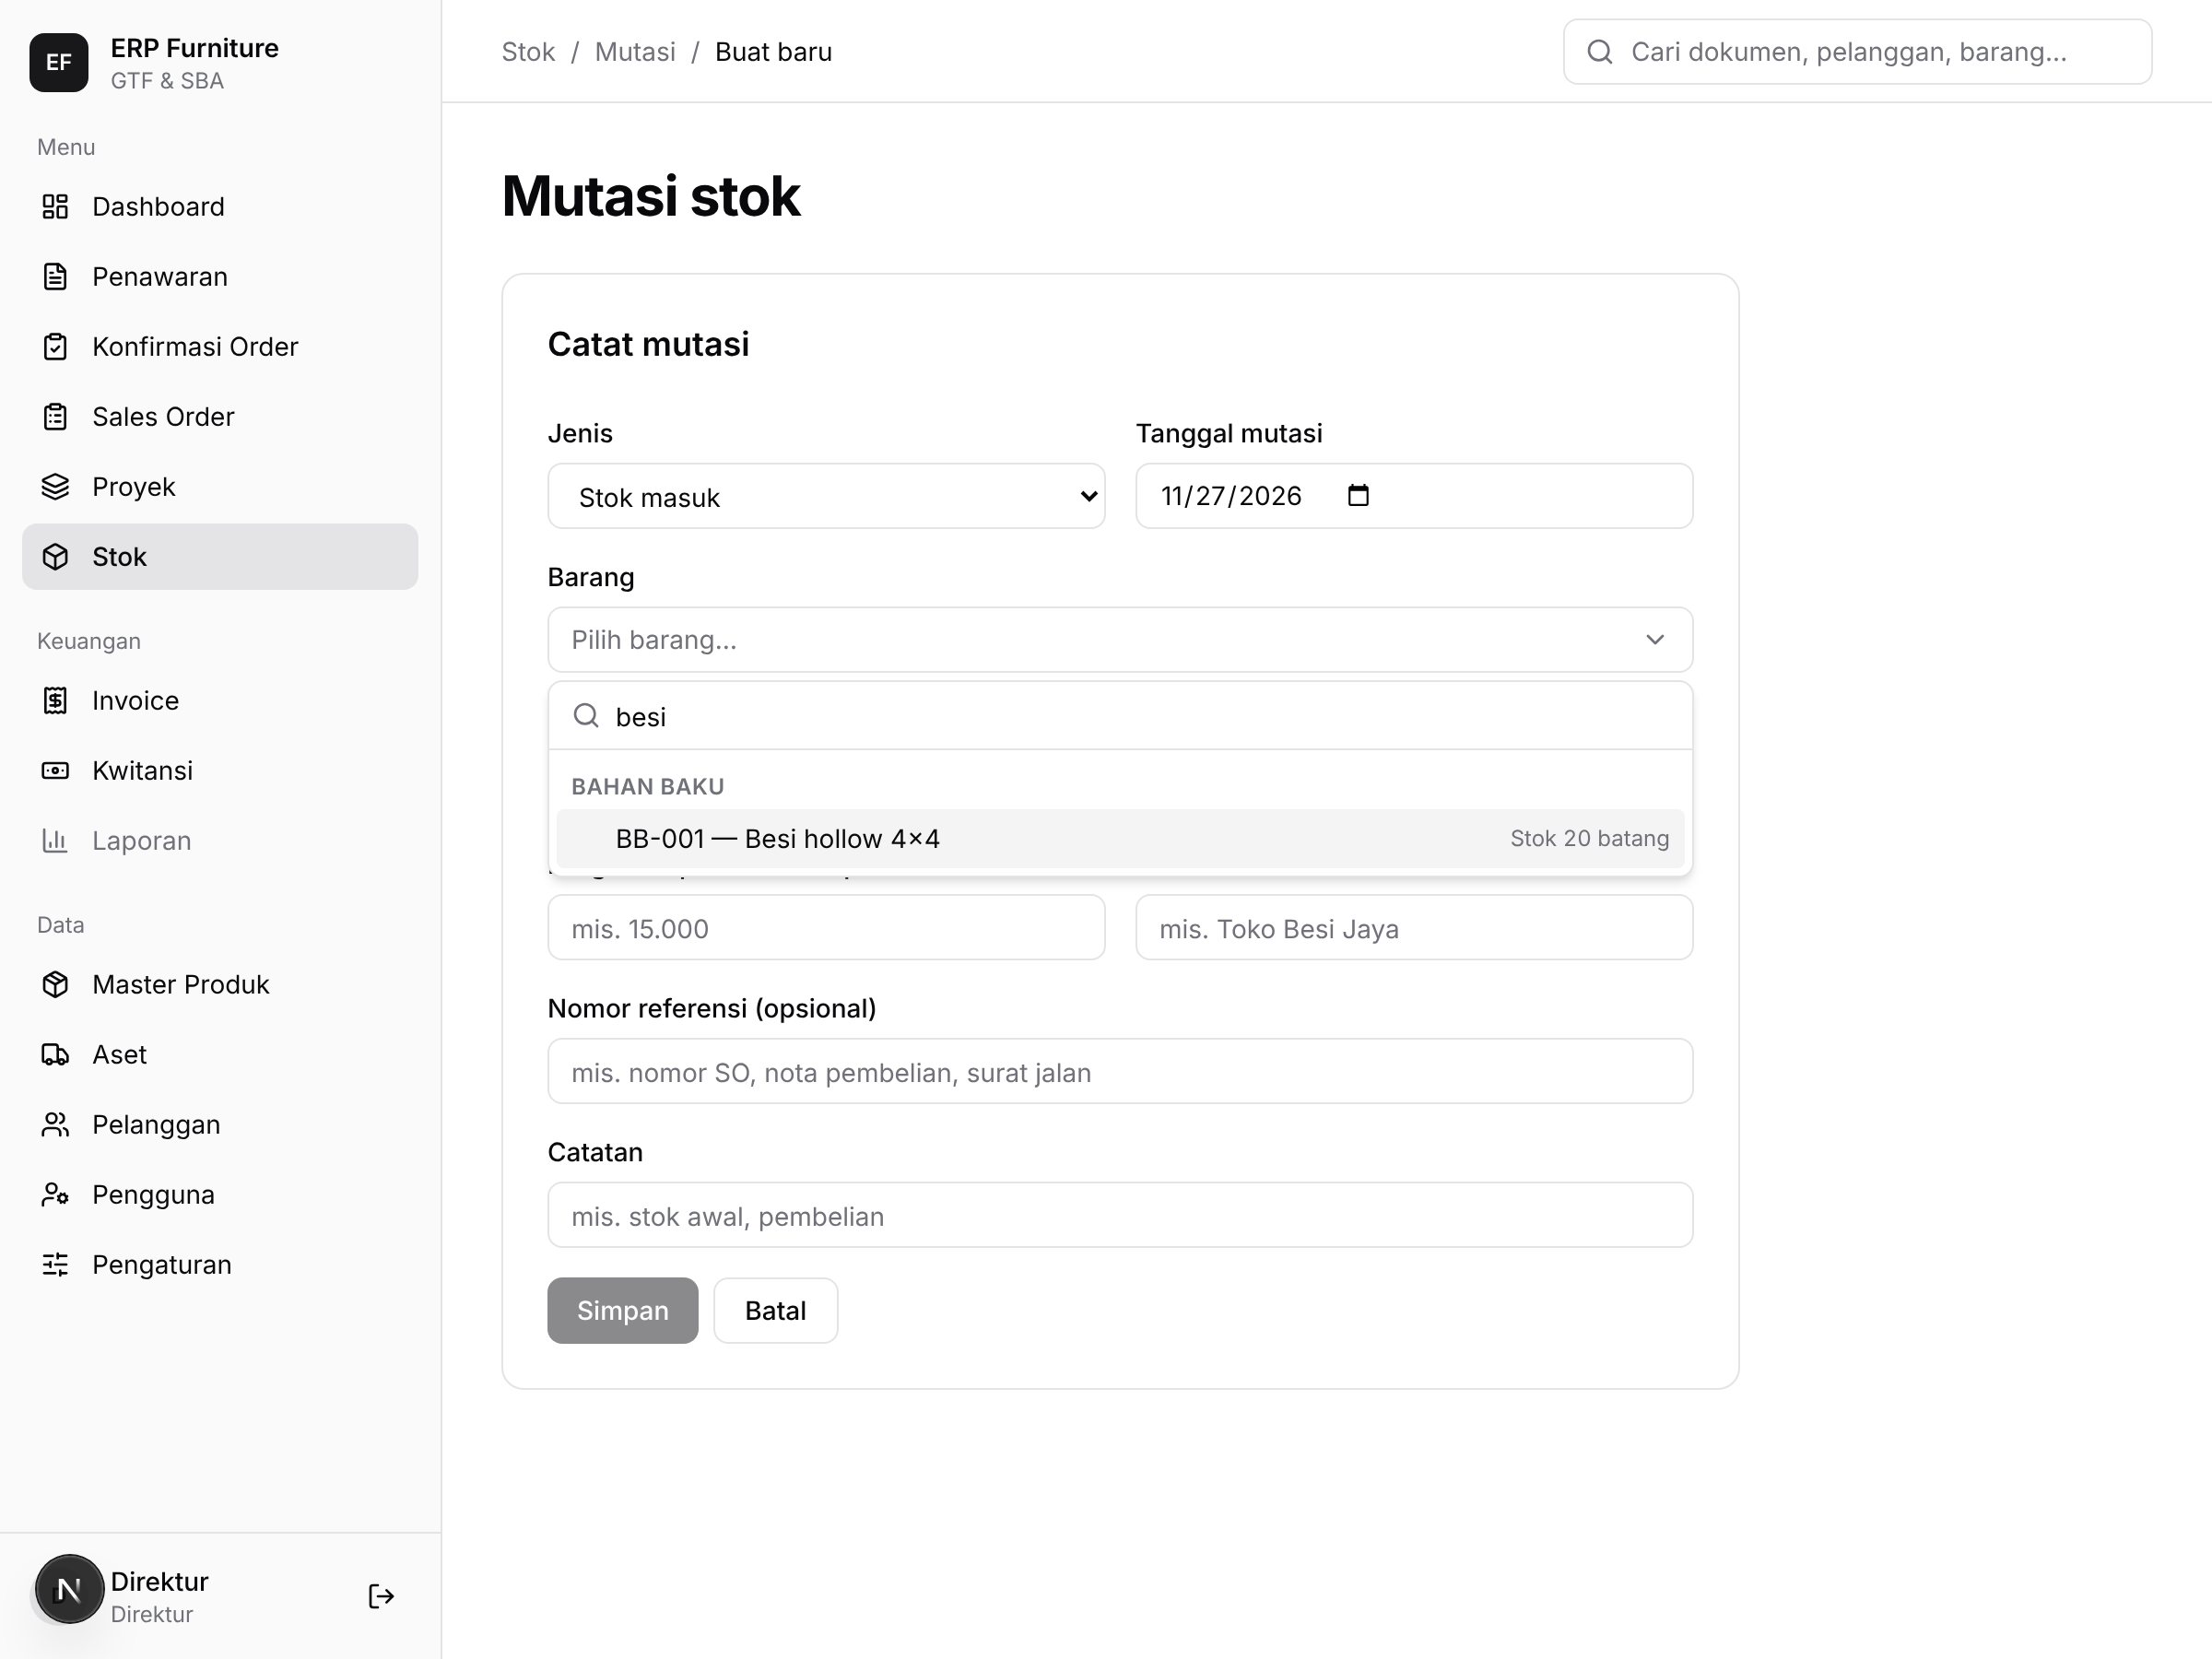 EF
ERP Furniture
GTF & SBA
Menu
Dashboard
Penawaran
Konfirmasi Order
Sales Order
Proyek
Stok
Keuangan
Invoice
Kwitansi
Laporan
Data
Master Produk
Aset
Pelanggan
Pengguna
Pengaturan
N
Direktur
Direktur
Stok / Mutasi / Buat baru
Cari dokumen, pelanggan, barang...
Mutasi stok
Catat mutasi
Jenis
Tanggal mutasi
Stok masuk
11/27/2026
Barang
Pilih barang...
besi
BAHAN BAKU
BB-001 — Besi hollow 4×4
Stok 20 batang
mis. 15.000
mis. Toko Besi Jaya
Nomor referensi (opsional)
mis. nomor SO, nota pembelian, surat jalan
Catatan
mis. stok awal, pembelian
Simpan
Batal